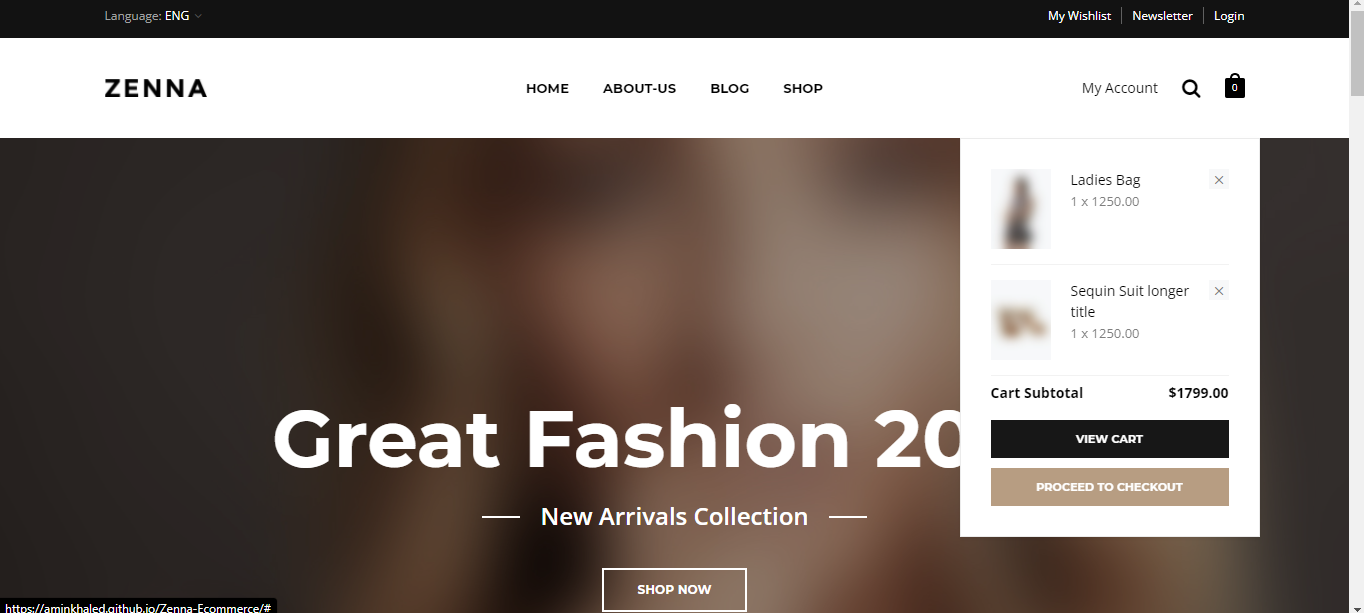 Language: ENG
My Wishlist
Newsletter
Login
ZENNA
HOME
ABOUT-US
BLOG
SHOP
My Account
0
Ladies Bag
1 x 1250.00
Sequin Suit longer
title
1 x 1250.00
Cart Subtotal
$1799.00
VIEW CART
PROCEED TO CHECKOUT
Great Fashion 20
New Arrivals Collection
SHOP NOW
https://aminkhaled.github.io/Zenna-Ecommerce/#